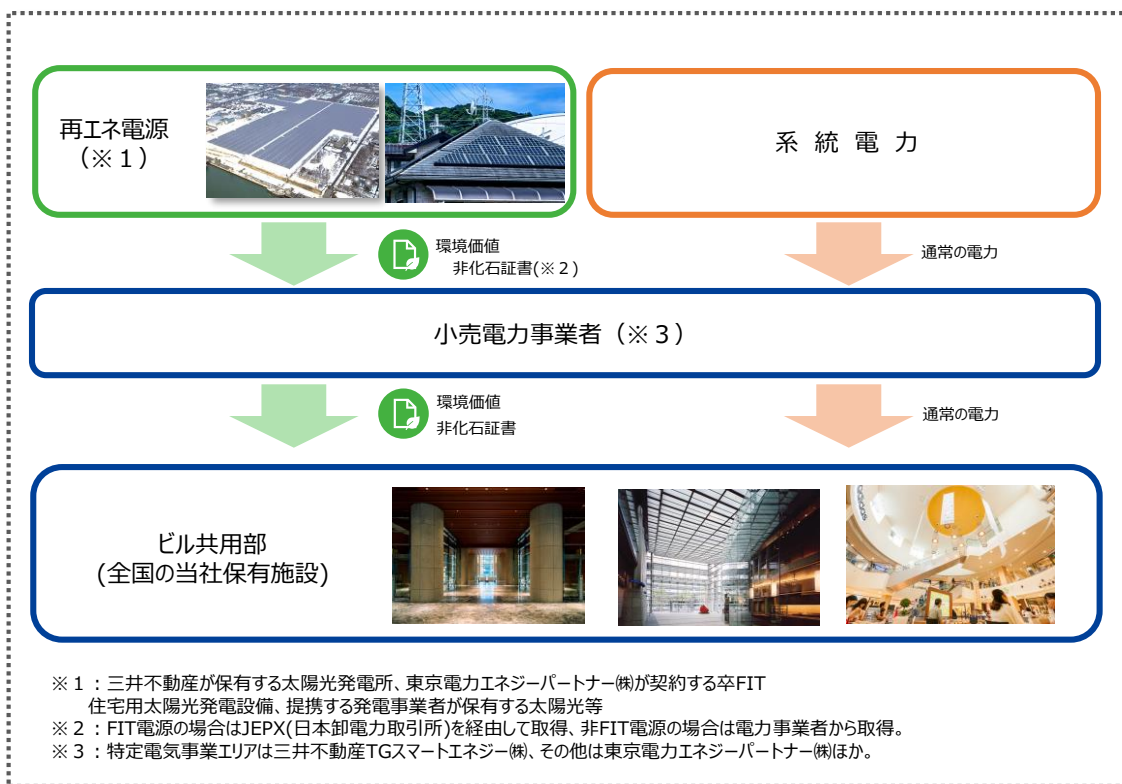 再エネ電源
(※1)
系 統 電 力
環境価値
非化石証書(※2)
通常の電力
小売電力事業者(※3)
環境価値
非化石証書
通常の電力
ビル共用部
(全国の当社保有施設)
※1:三井不動産が保有する太陽光発電所、東京電力エネジーパートナー㈱が契約する卒FIT
住宅用太陽光発電設備、提携する発電事業者が保有する太陽光等
※2:FIT電源の場合はJEPX(日本卸電力取引所)を経由して取得、非FIT電源の場合は電力事業者から取得。
※3:特定電気事業エリアは三井不動産TGスマートエネジー㈱、その他は東京電力エネジーパートナー㈱ほか。